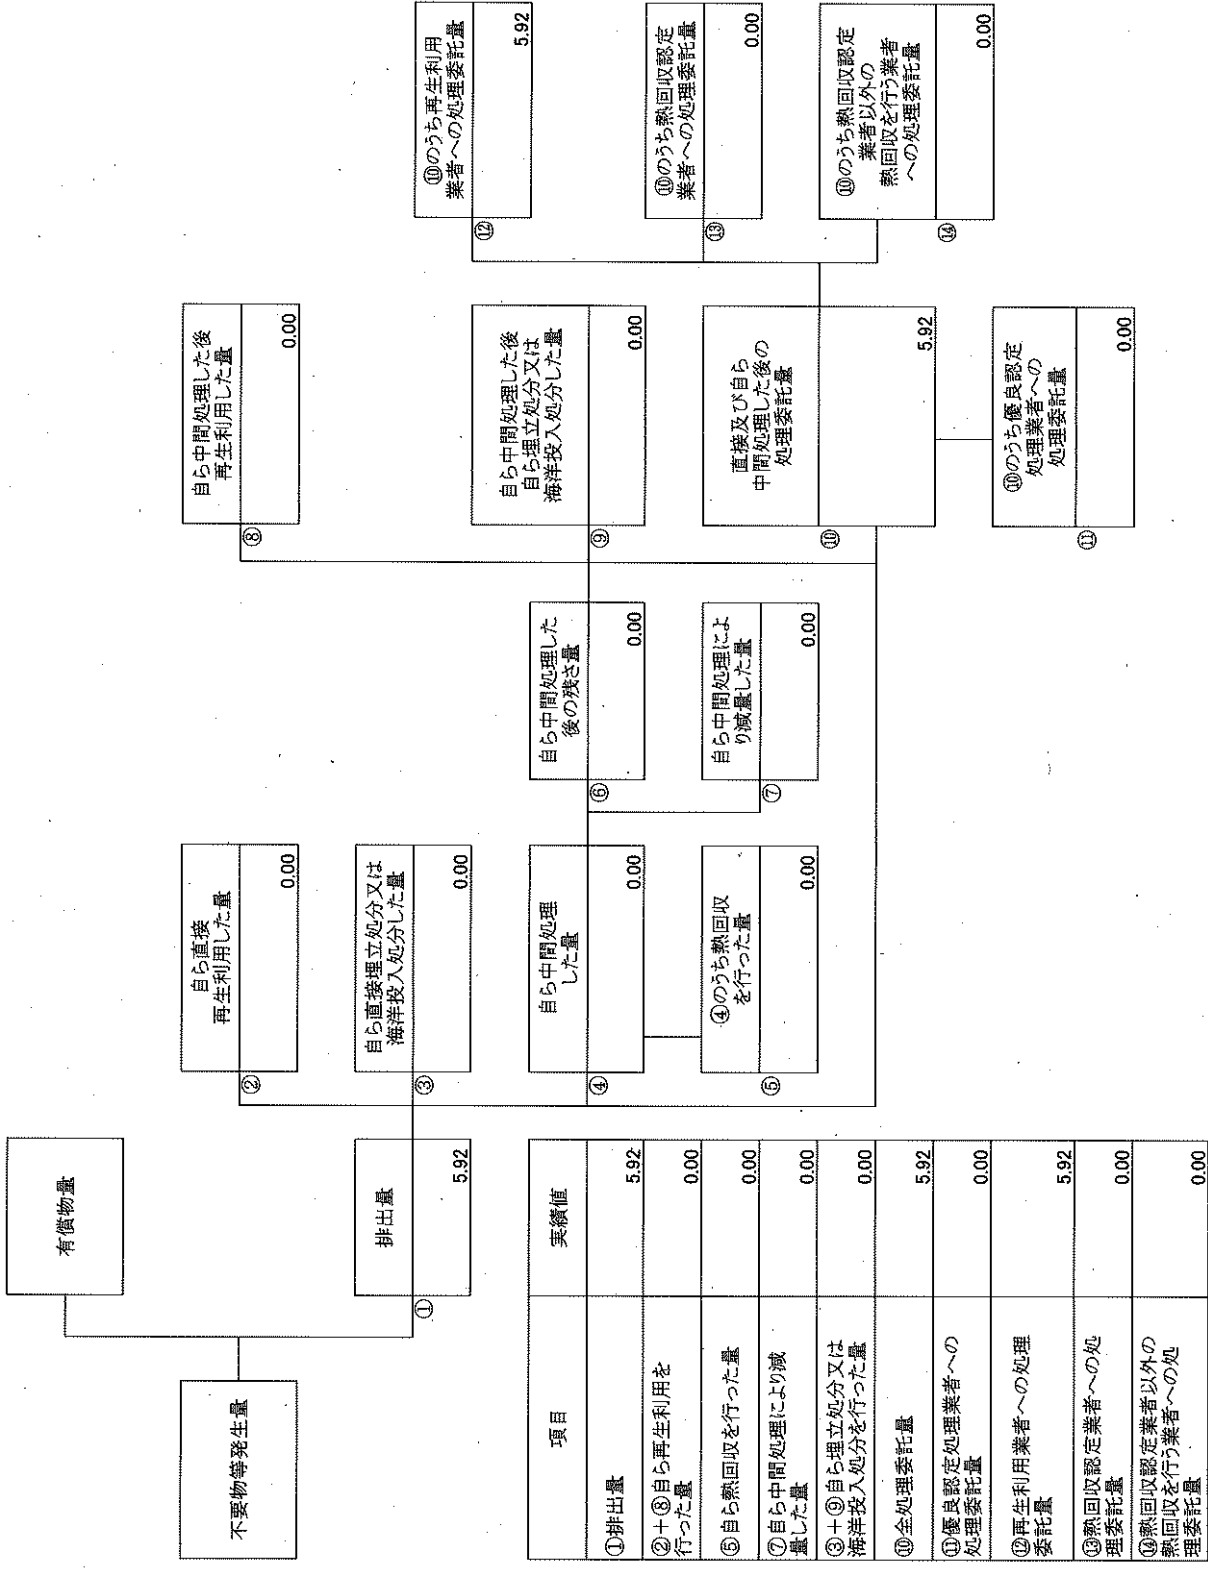 不要物等発生量
有償物量
①
排出量
5.92
②
自ら直接
再生利用した量
0.00
③
自ら直接埋立処分又は
海洋投入処分した量
0.00
④
自ら中間処理
した量
0.00
⑤
④のうち熱回収
を行った量
0.00
⑥
自ら中間処理した
後の残さ量
0.00
⑦
自ら中間処理によ
り減量した量
0.00
⑧
自ら中間処理した後
再生利用した量
0.00
⑨
自ら中間処理した後
自ら埋立処分又は
海洋投入処分した量
0.00
⑩
直接及び自ら
中間処理した後の
処理委託量
5.92
⑪
⑩のうち優良認定
処理業者への
処理委託量
0.00
⑫
⑩のうち再生利用
業者への処理委託量
5.92
⑬
⑩のうち熱回収認定
業者への処理委託量
0.00
⑭
⑩のうち熱回収認定
業者以外の
熱回収を行う業者
への処理委託量
0.00
項目 実績値
①排出量 5.92
②+⑧自ら再生利用を
行った量 0.00
⑤自ら熱回収を行った量 0.00
⑦自ら中間処理により減
量した量 0.00
③+⑨自ら埋立処分又は
海洋投入処分を行った量 0.00
⑩全処理委託量 5.92
⑪優良認定処理業者への
処理委託量 0.00
⑫再生利用業者への処理
委託量 5.92
⑬熱回収認定業者への処
理委託量 0.00
⑭熱回収認定業者以外の
熱回収を行う業者への処
理委託量 0.00